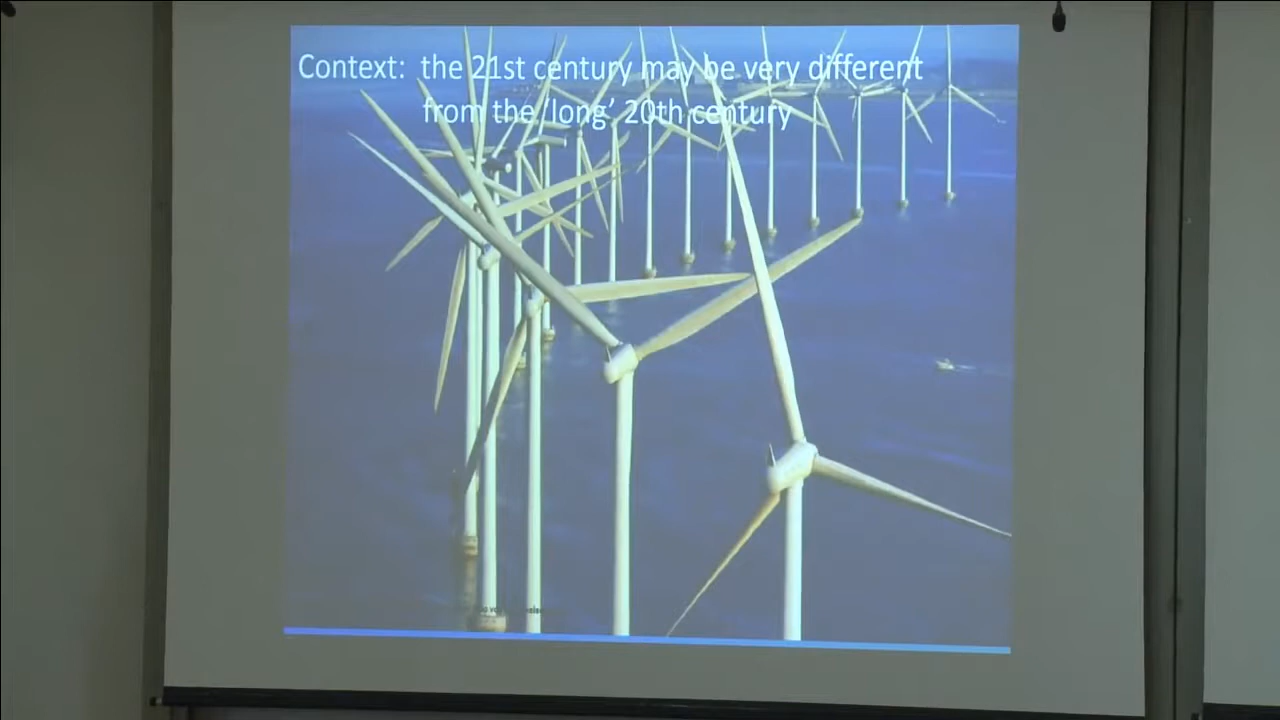 Context: the 21st century may be very different
from the ‘long’ 20th century